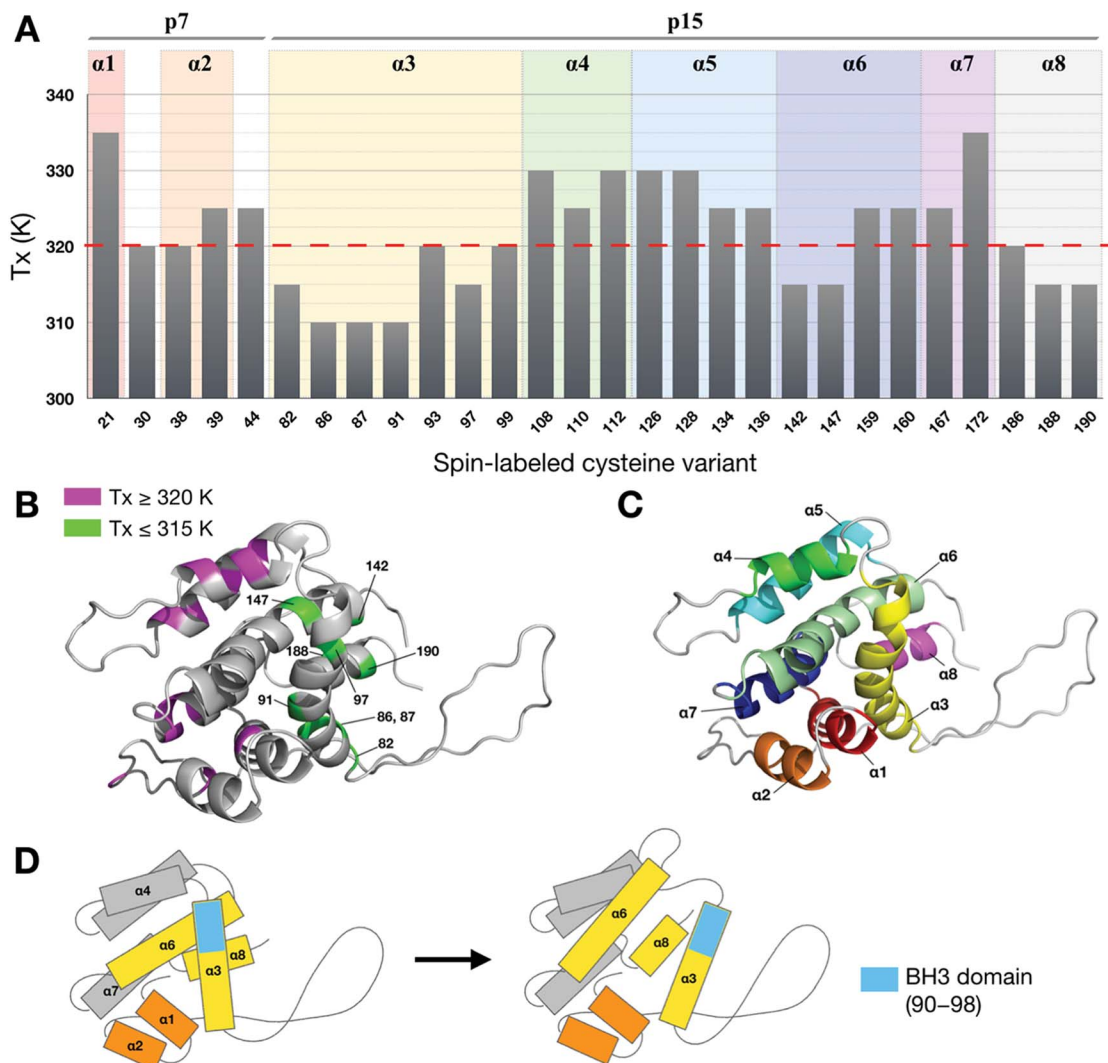 A
p7 p15
α1 α2 α3 α4 α5 α6 α7 α8
340
330
320
310
300
Tx (K)
21 30 38 39 44 82 86 87 91 93 97 99 108 110 112 126 128 134 136 142 147 159 160 167 172 186 188 190
Spin-labeled cysteine variant
B
Tx ≥ 320 K
Tx ≤ 315 K
142
147
188
190
97
91
86, 87
82
C
α5
α4
α6
α8
α7
α3
α1
α2
D
α4
α6
α8
α3
α7
α1
α2
α6
α8
α3
BH3 domain
(90–98)